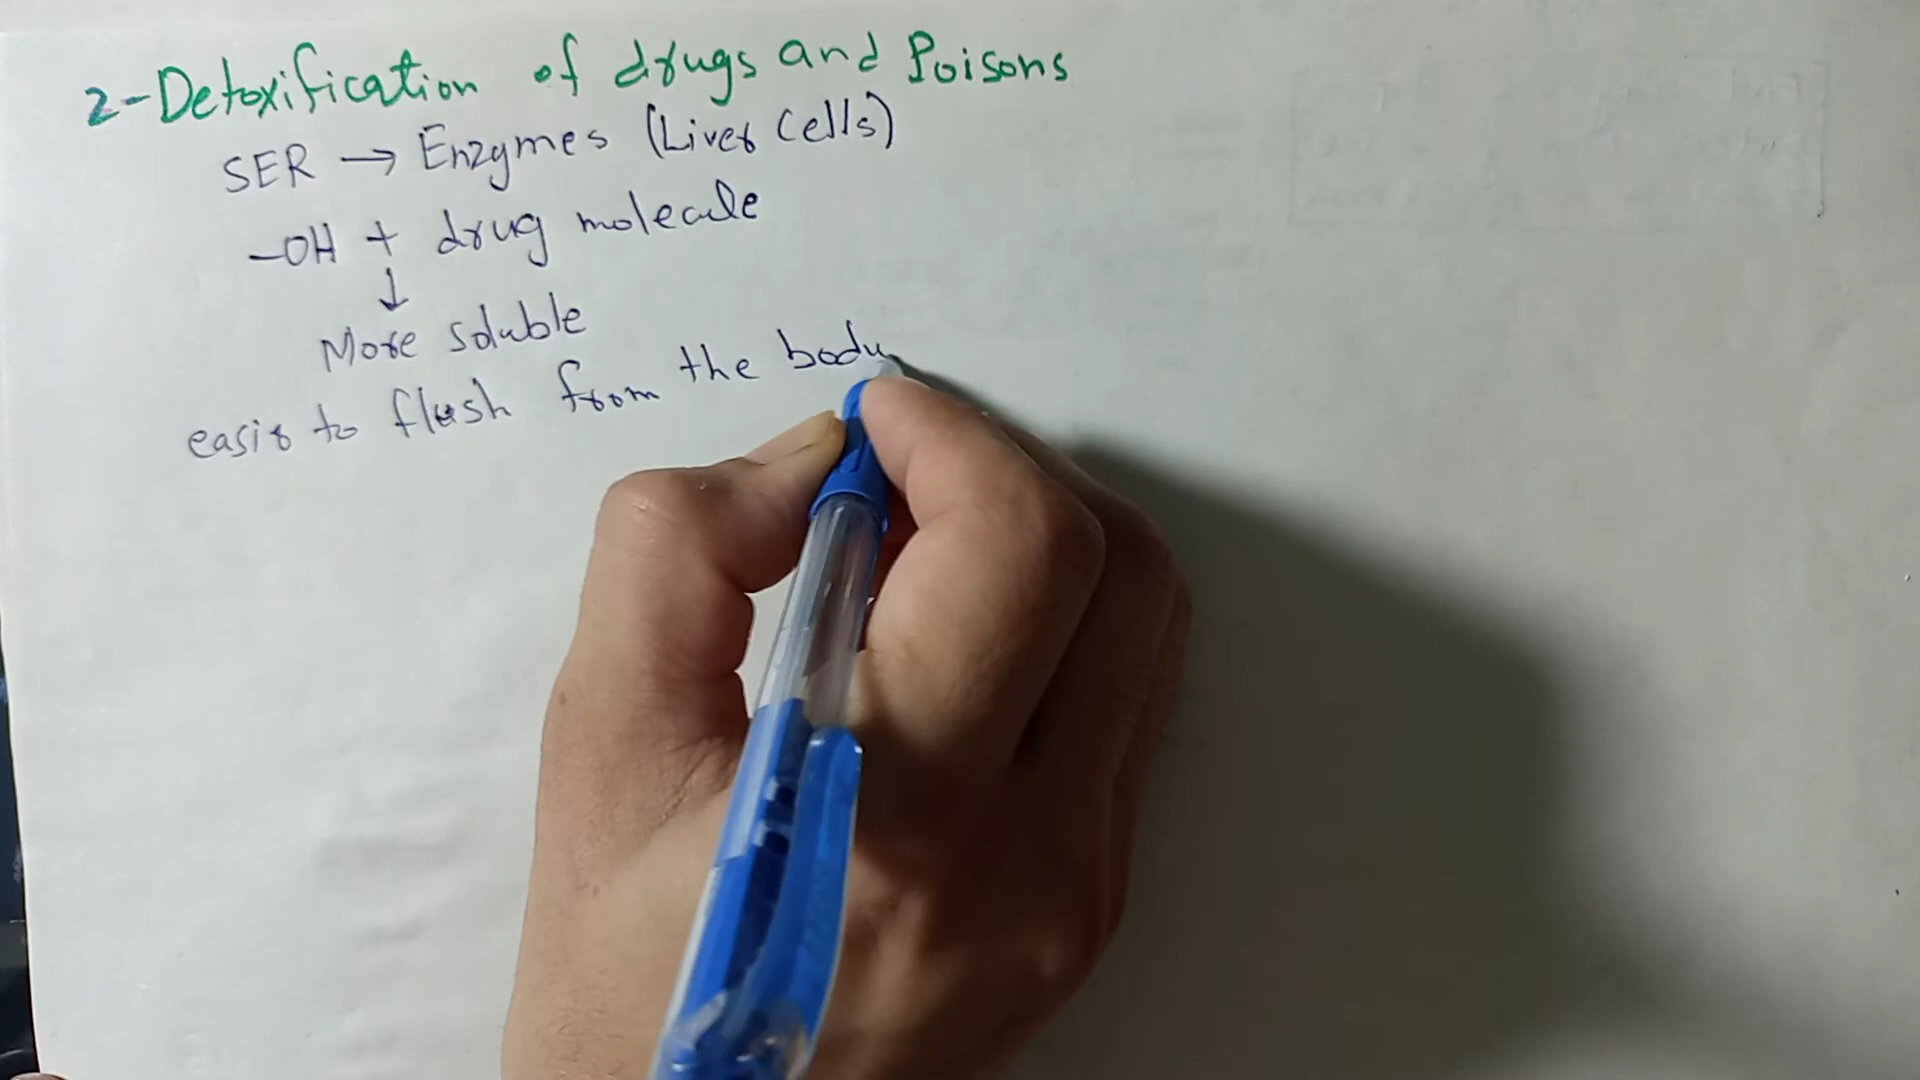 2-Detoxification of drugs and Poisons
SER → Enzymes (Liver Cells)
-OH + drug molecule
↓
More soluble
easir to flush from the body